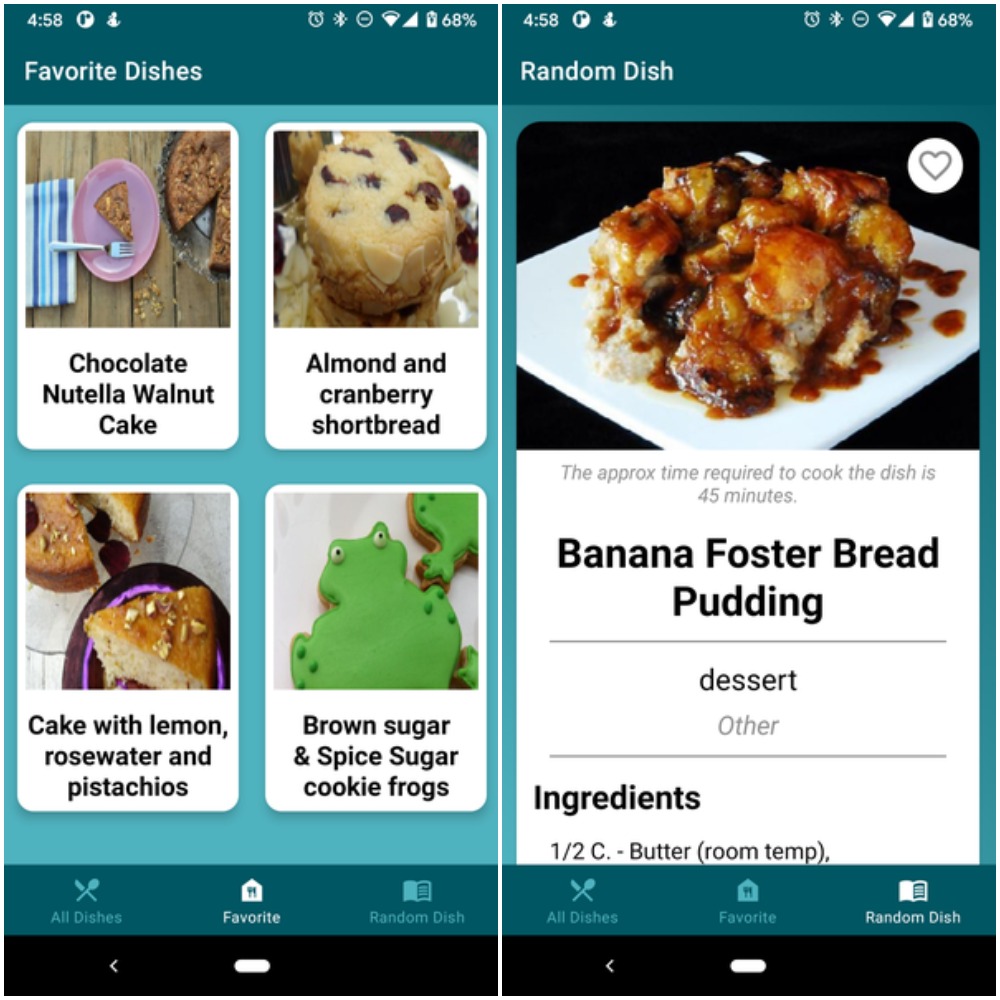 4:58
68%
Favorite Dishes
Chocolate
Nutella Walnut
Cake
Almond and
cranberry
shortbread
Cake with lemon,
rosewater and
pistachios
Brown sugar
& Spice Sugar
cookie frogs
All Dishes
Favorite
Random Dish
4:58
68%
Random Dish
The approx time required to cook the dish is
45 minutes.
Banana Foster Bread
Pudding
dessert
Other
Ingredients
1/2 C. - Butter (room temp),
All Dishes
Favorite
Random Dish